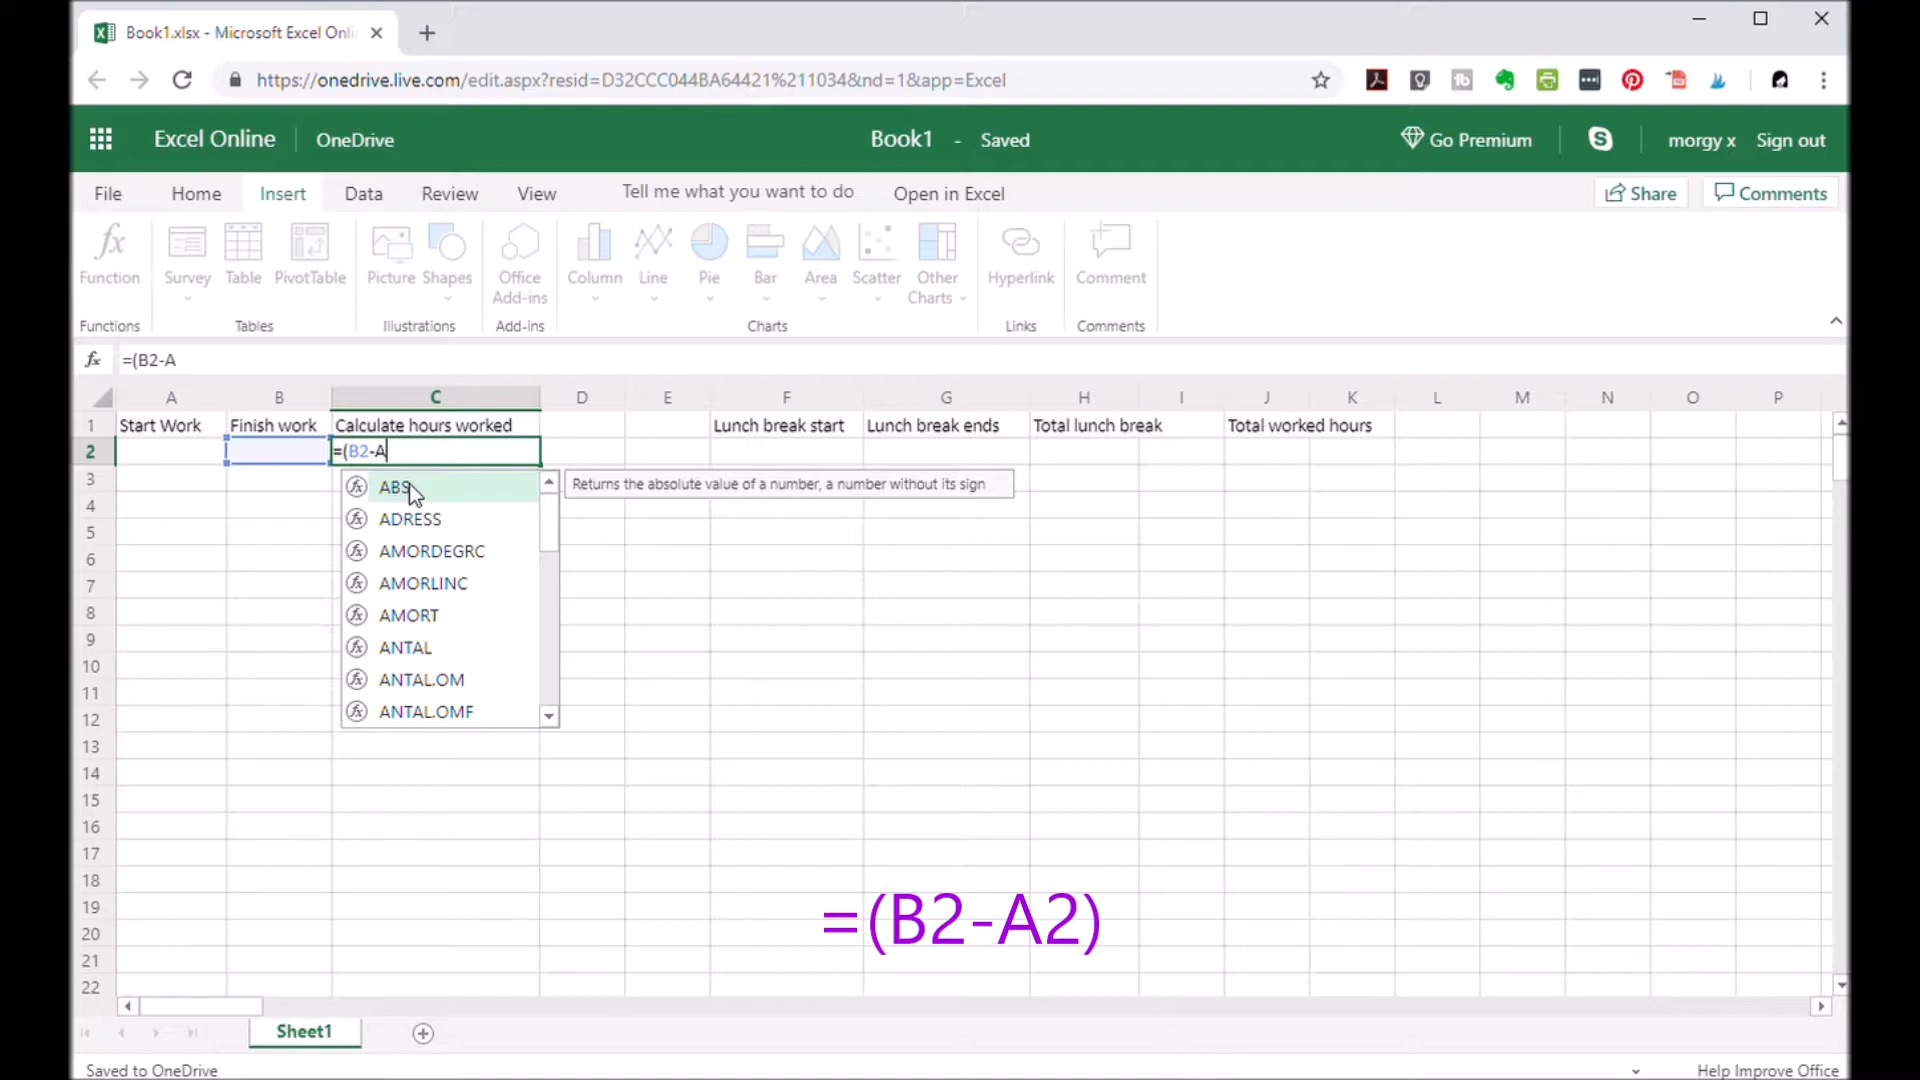 Book1.xlsx - Microsoft Excel Onli
https://onedrive.live.com/edit.aspx?resid=D32CCC044BA64421%211034&nd=1&app=Excel
Excel Online OneDrive Book1 - Saved Go Premium morgy x Sign out
File Home Insert Data Review View Tell me what you want to do Open in Excel Share Comments
Function Survey Table PivotTable Picture Shapes Office Add-ins Column Line Pie Bar Area Scatter Other Charts Hyperlink Comment
Functions Tables Illustrations Add-ins Charts Links Comments
fx =(B2-A
A B C D E F G H I J K L M N O P
1 Start Work Finish work Calculate hours worked Lunch break start Lunch break ends Total lunch break Total worked hours
2 =(B2-A
3 ABS Returns the absolute value of a number, a number without its sign
4 ADRESS
5
6 AMORDEGRC
7 AMORLINC
8 AMORT
9 ANTAL
10 ANTAL.OM
11
12 ANTAL.OMF
13
14
15
16
17
18
19
=(B2-A2)
20
21
22
Sheet1
Saved to OneDrive Help Improve Office